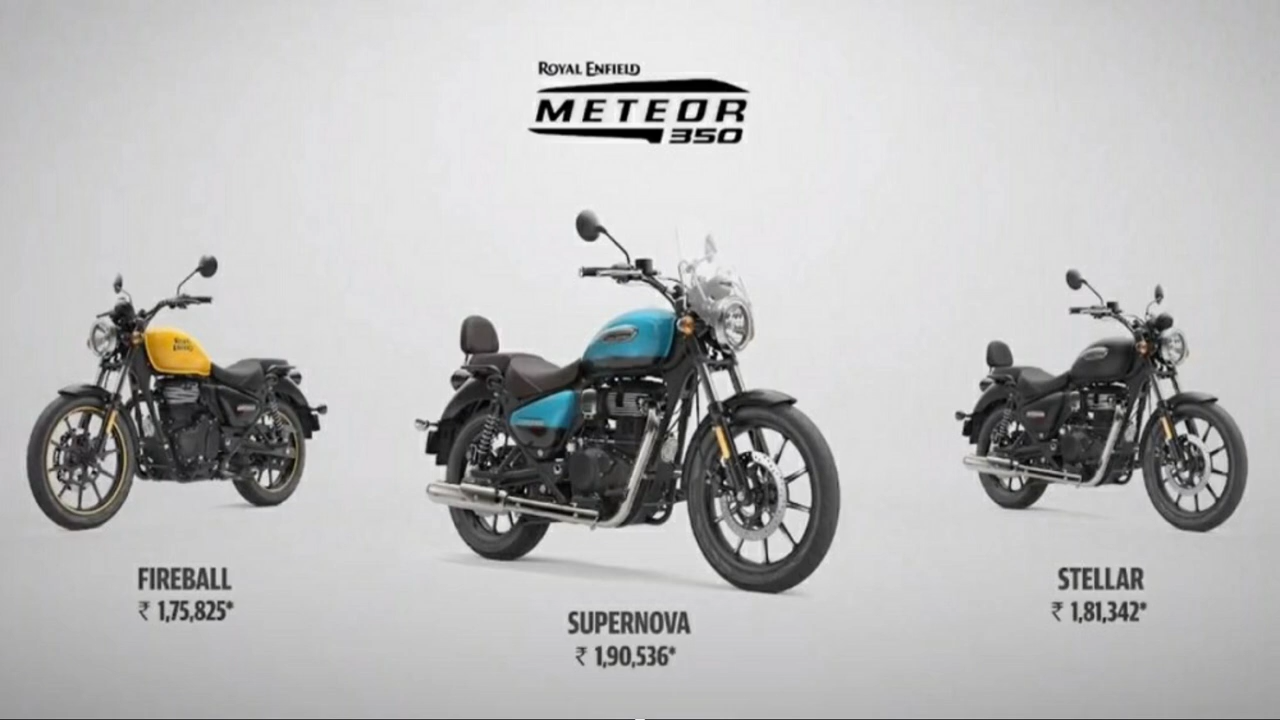 ROYAL ENFIELD
METEOR
350
FIREBALL
₹ 1,75,825*
SUPERNOVA
₹ 1,90,536*
STELLAR
₹ 1,81,342*